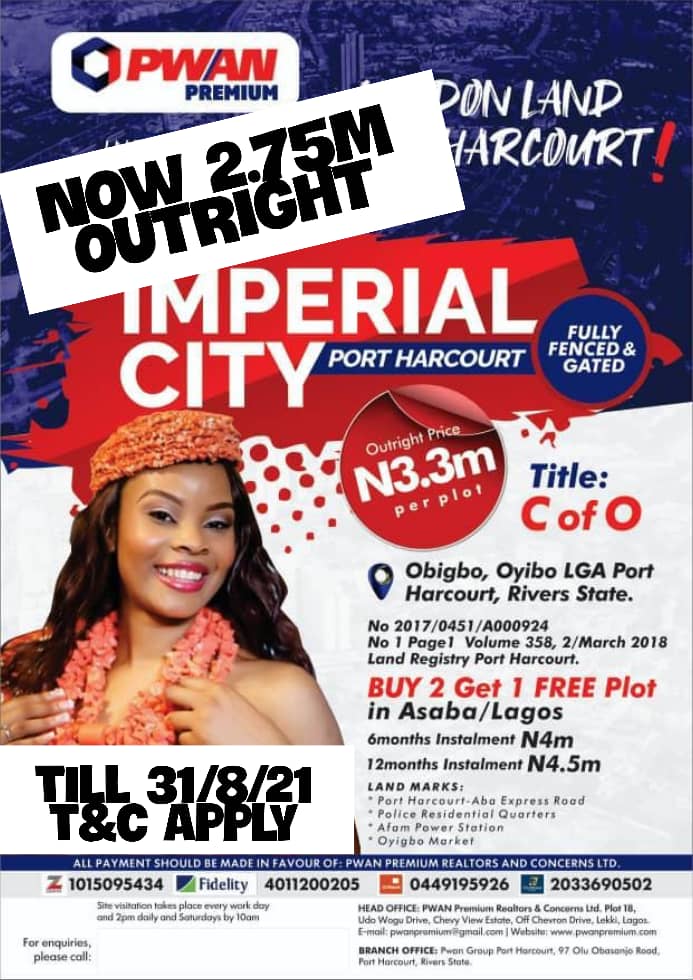 PWAN
PREMIUM
DON LAND
HARCOURT!
NOW 2.75M
OUTRIGHT
IMPERIAL
CITY
PORT HARCOURT
FULLY
FENCED &
GATED
Outright Price
N3.3m
per plot
Title:
C of O
Obigbo, Oyibo LGA Port
Harcourt, Rivers State.
No 2017/0451/A000924
No 1 Page1 Volume 358, 2/March 2018
Land Registry Port Harcourt.
BUY 2 Get 1 FREE Plot
in Asaba/Lagos
6months Instalment N4m
12months Instalment N4.5m
LAND MARKS:
* Port Harcourt-Aba Express Road
* Police Residential Quarters
* Afam Power Station
* Oyigbo Market
TILL 31/8/21
T&C APPLY
ALL PAYMENT SHOULD BE MADE IN FAVOUR OF: PWAN PREMIUM REALTORS AND CONCERNS LTD.
1015095434 Fidelity 4011200205 0449195926 2033690502
Site visitation takes place every work day
and 2pm daily and Saturdays by 10am
For enquiries,
please call:
HEAD OFFICE: PWAN Premium Realtors & Concerns Ltd. Plot 18,
Udo Wogu Drive, Chevy View Estate, Off Chevron Drive, Lekki, Lagos.
E-mail: pwanpremium@gmail.com | Website: www.pwanpremium.com
BRANCH OFFICE: Pwan Group Port Harcourt, 97 Olu Obasanjo Road,
Port Harcourt, Rivers State.